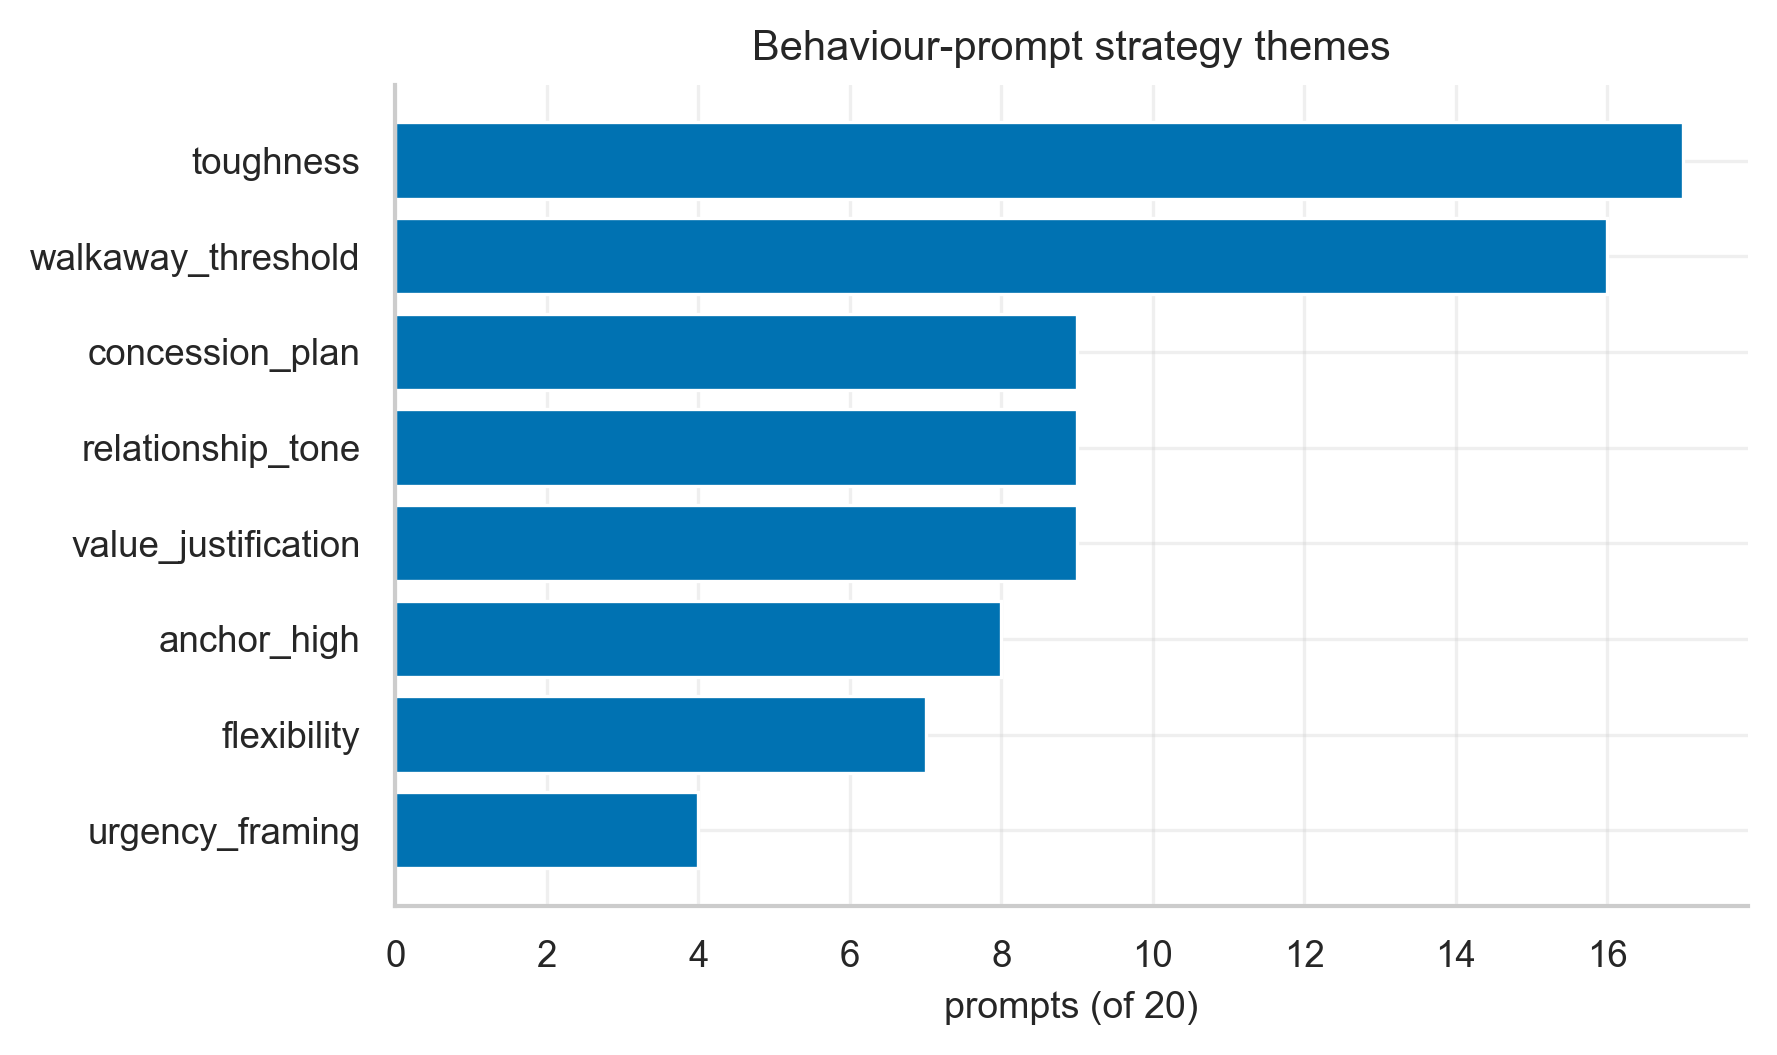 Behaviour-prompt strategy themes
toughness
walkaway_threshold
concession_plan
relationship_tone
value_justification
anchor_high
flexibility
urgency_framing
0 2 4 6 8 10 12 14 16
prompts (of 20)